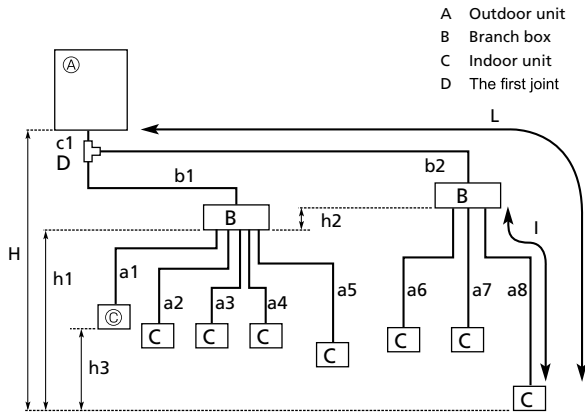 A Outdoor unit
B Branch box
C Indoor unit
D The first joint
A
L
c1
D
b1
b2
B
B
h2
l
H
h1
a1
a2
a3
a4
a5
a6
a7
a8
C
C
C
C
C
C
C
h3
C